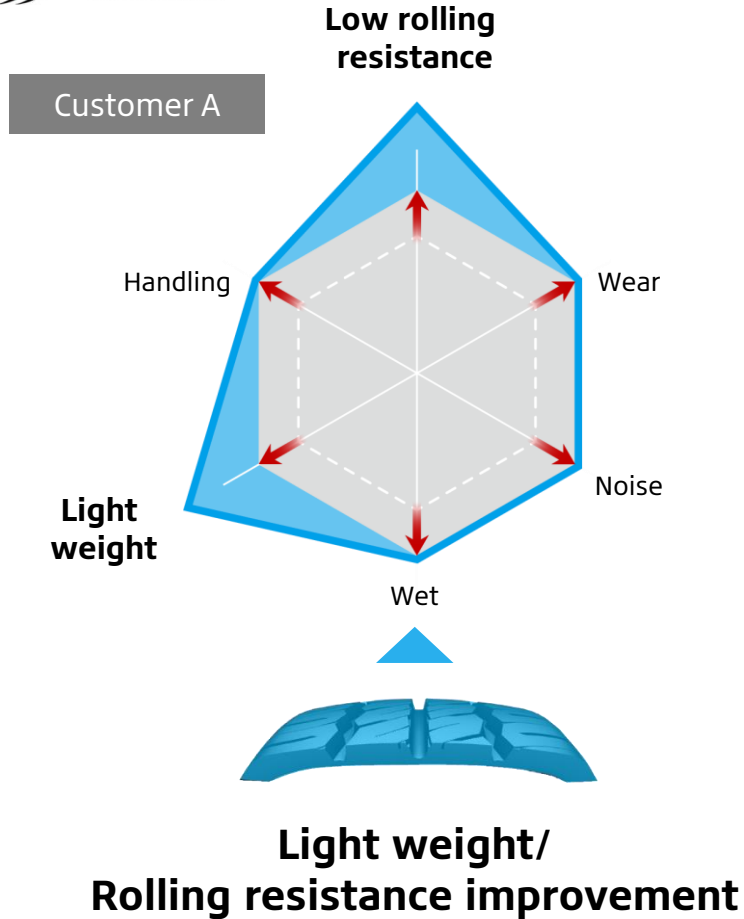 Low rolling
resistance
Customer A
Handling
Wear
Light
weight
Noise
Wet
Light weight/
Rolling resistance improvement